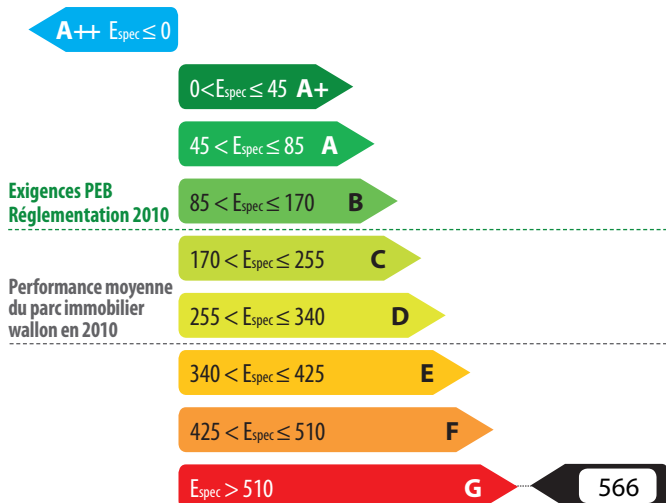 A++ Espec ≤ 0
0 < Espec ≤ 45 A+
45 < Espec ≤ 85 A
Exigences PEB
Réglementation 2010
85 < Espec ≤ 170 B
170 < Espec ≤ 255 C
Performance moyenne
du parc immobilier
wallon en 2010
255 < Espec ≤ 340 D
340 < Espec ≤ 425 E
425 < Espec ≤ 510 F
Espec > 510 G
566